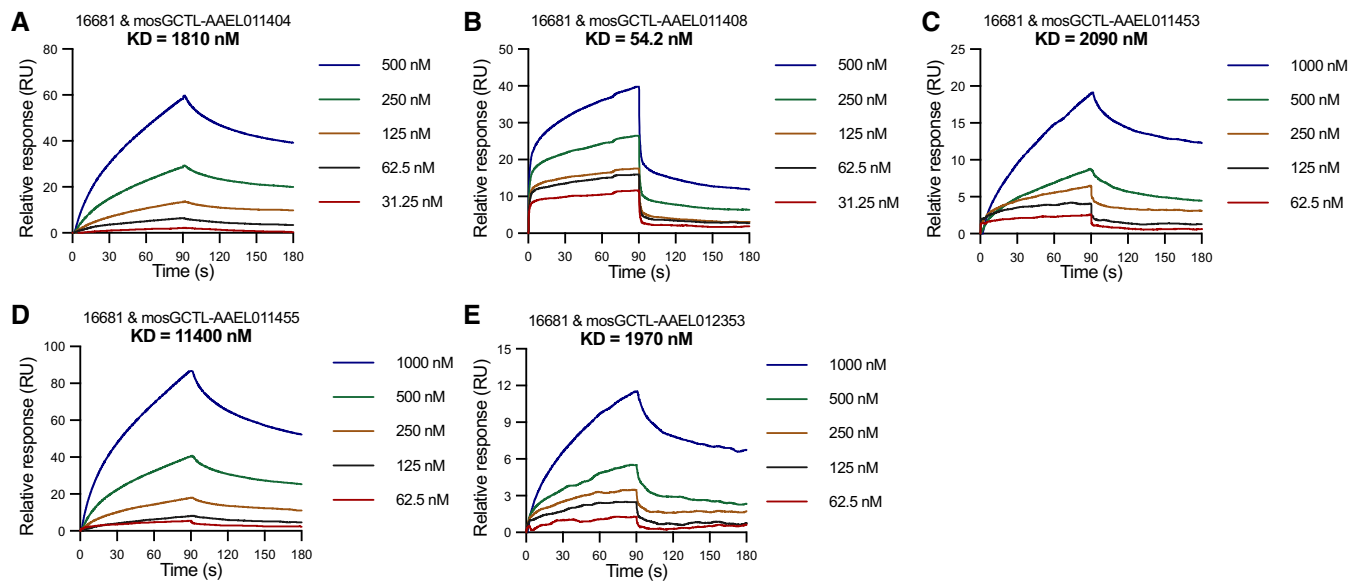 A
16681 & mosGCTL-AAEL011404
KD = 1810 nM
Relative response (RU)
80
60
40
20
0
0 30 60 90 120 150 180
Time (s)
500 nM
250 nM
125 nM
62.5 nM
31.25 nM
B
16681 & mosGCTL-AAEL011408
KD = 54.2 nM
Relative response (RU)
50
40
30
20
10
0
0 30 60 90 120 150 180
Time (s)
500 nM
250 nM
125 nM
62.5 nM
31.25 nM
C
16681 & mosGCTL-AAEL011453
KD = 2090 nM
Relative response (RU)
25
20
15
10
5
0
0 30 60 90 120 150 180
Time (s)
1000 nM
500 nM
250 nM
125 nM
62.5 nM
D
16681 & mosGCTL-AAEL011455
KD = 11400 nM
Relative response (RU)
100
80
60
40
20
0
0 30 60 90 120 150 180
Time (s)
1000 nM
500 nM
250 nM
125 nM
62.5 nM
E
16681 & mosGCTL-AAEL012353
KD = 1970 nM
Relative response (RU)
15
12
9
6
3
0
0 30 60 90 120 150 180
Time (s)
1000 nM
500 nM
250 nM
125 nM
62.5 nM